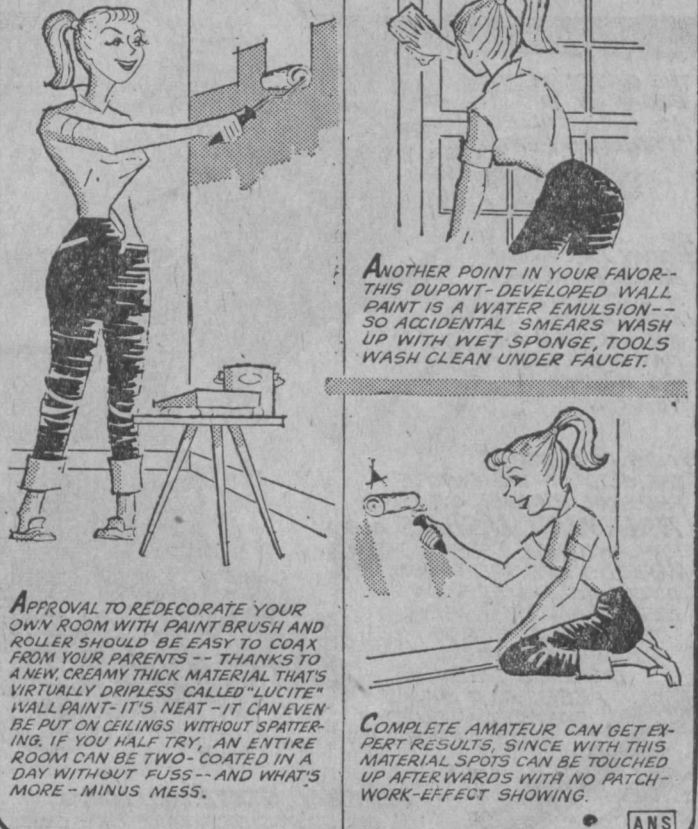 APPROVAL TO REDECORATE YOUR
OWN ROOM WITH PAINT BRUSH AND
ROLLER SHOULD BE EASY TO COAX
FROM YOUR PARENTS -- THANKS TO
A NEW, CREAMY THICK MATERIAL THAT'S
VIRTUALLY DRIPLESS CALLED "LUCITE"
WALL PAINT - IT'S NEAT - IT CAN EVEN
BE PUT ON CEILINGS WITHOUT SPATTER-
ING. IF YOU HALF TRY, AN ENTIRE
ROOM CAN BE TWO-COATED IN A
DAY WITHOUT FUSS -- AND WHAT'S
MORE - MINUS MESS.
ANOTHER POINT IN YOUR FAVOR--
THIS DUPONT-DEVELOPED WALL
PAINT IS A WATER EMULSION--
SO ACCIDENTAL SMEARS WASH
UP WITH WET SPONGE, TOOLS
WASH CLEAN UNDER FAUCET.
COMPLETE AMATEUR CAN GET EX-
PERT RESULTS, SINCE WITH THIS
MATERIAL SPOTS CAN BE TOUCHED
UP AFTERWARDS WITH NO PATCH-
WORK-EFFECT SHOWING.
ANS